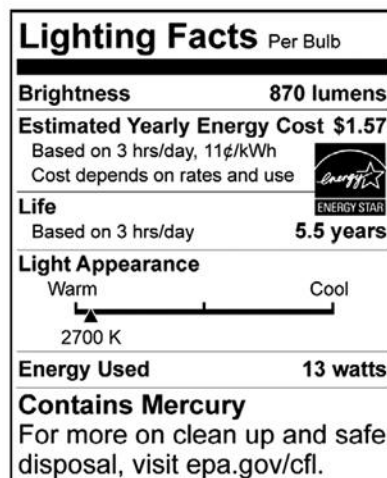 Lighting Facts Per Bulb
Brightness 870 lumens
Estimated Yearly Energy Cost $1.57
Based on 3 hrs/day, 11¢/kWh
Cost depends on rates and use
energy
ENERGY STAR
Life
Based on 3 hrs/day 5.5 years
Light Appearance
Warm Cool
2700 K
Energy Used 13 watts
Contains Mercury
For more on clean up and safe
disposal, visit epa.gov/cfl.